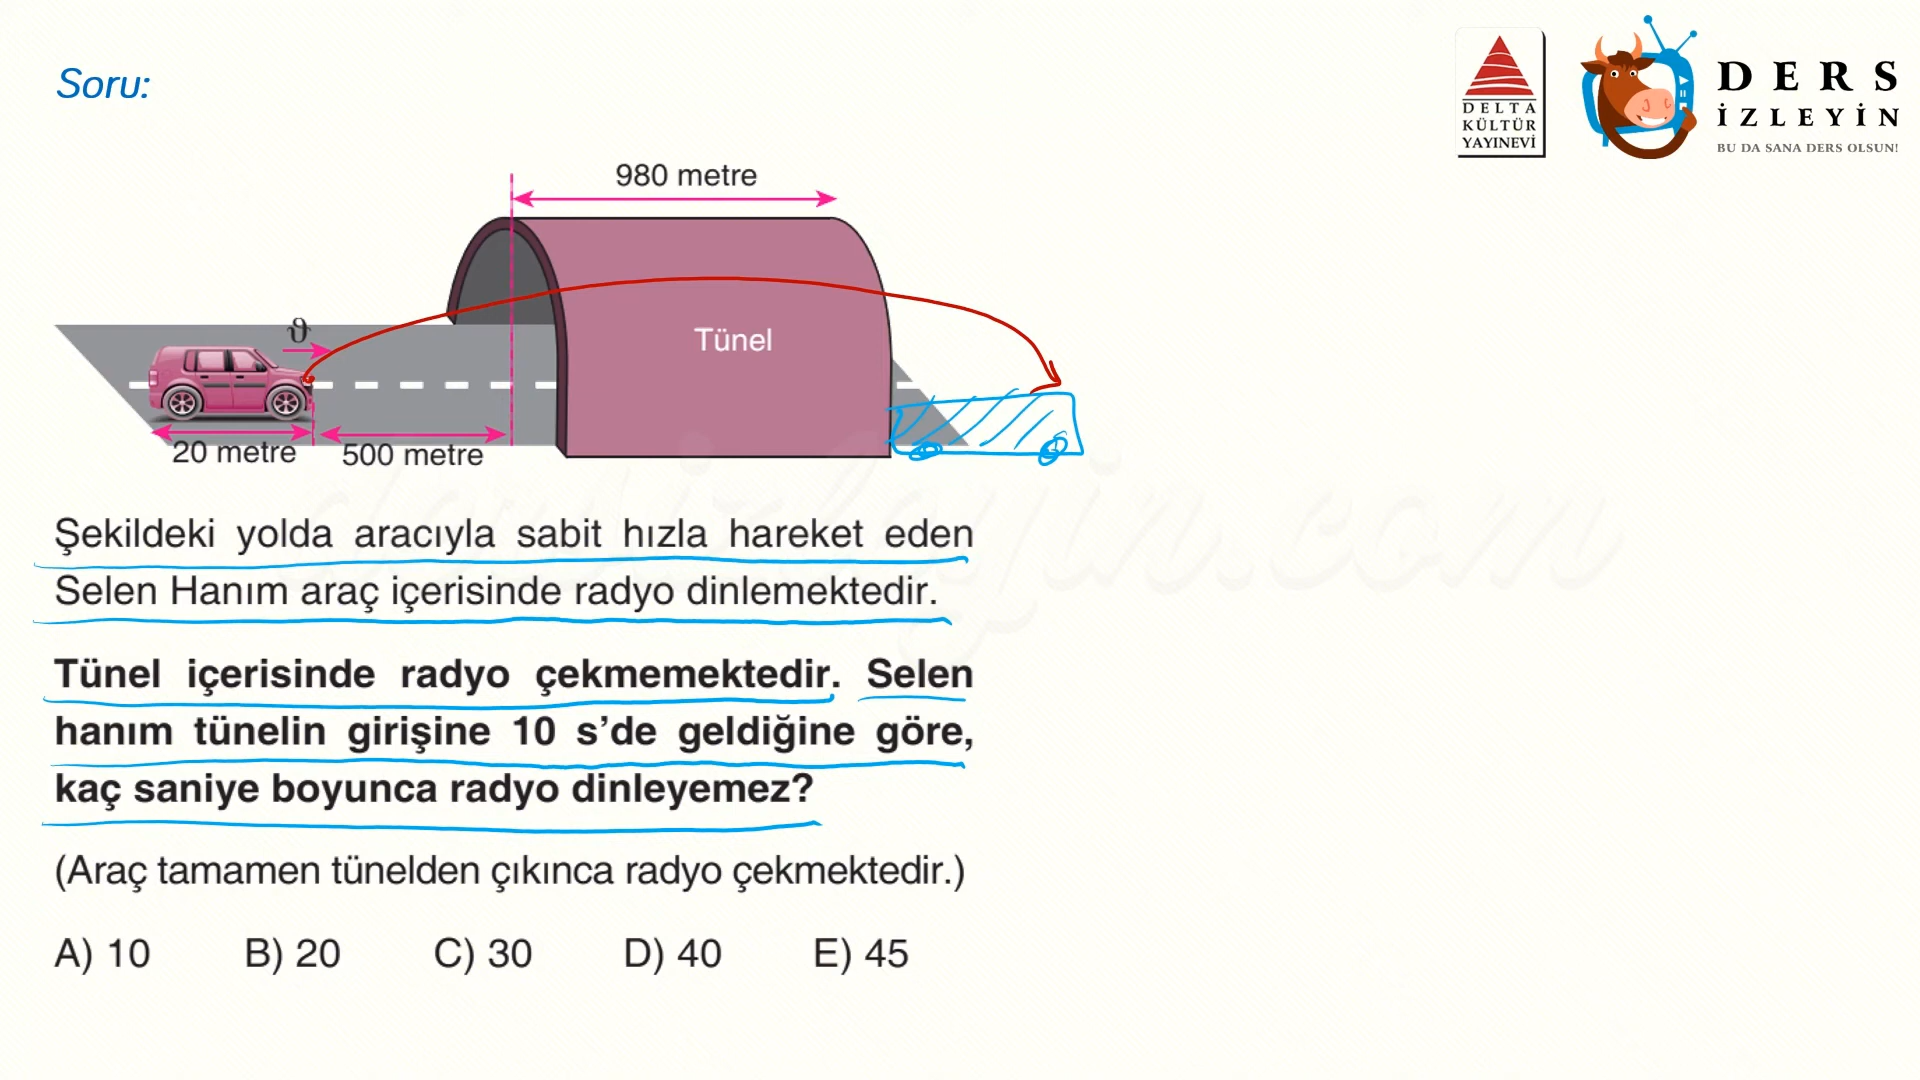 Soru:
DELTA
KÜLTÜR
YAYINEVİ
DERS
İZLEYİN
BU DA SANA DERS OLSUN!
980 metre
ϑ
Tünel
20 metre
500 metre
Şekildeki yolda aracıyla sabit hızla hareket eden
Selen Hanım araç içerisinde radyo dinlemektedir.
Tünel içerisinde radyo çekmemektedir. Selen
hanım tünelin girişine 10 s’de geldiğine göre,
kaç saniye boyunca radyo dinleyemez?
(Araç tamamen tünelden çıkınca radyo çekmektedir.)
A) 10 B) 20 C) 30 D) 40 E) 45
dersizleyin.com